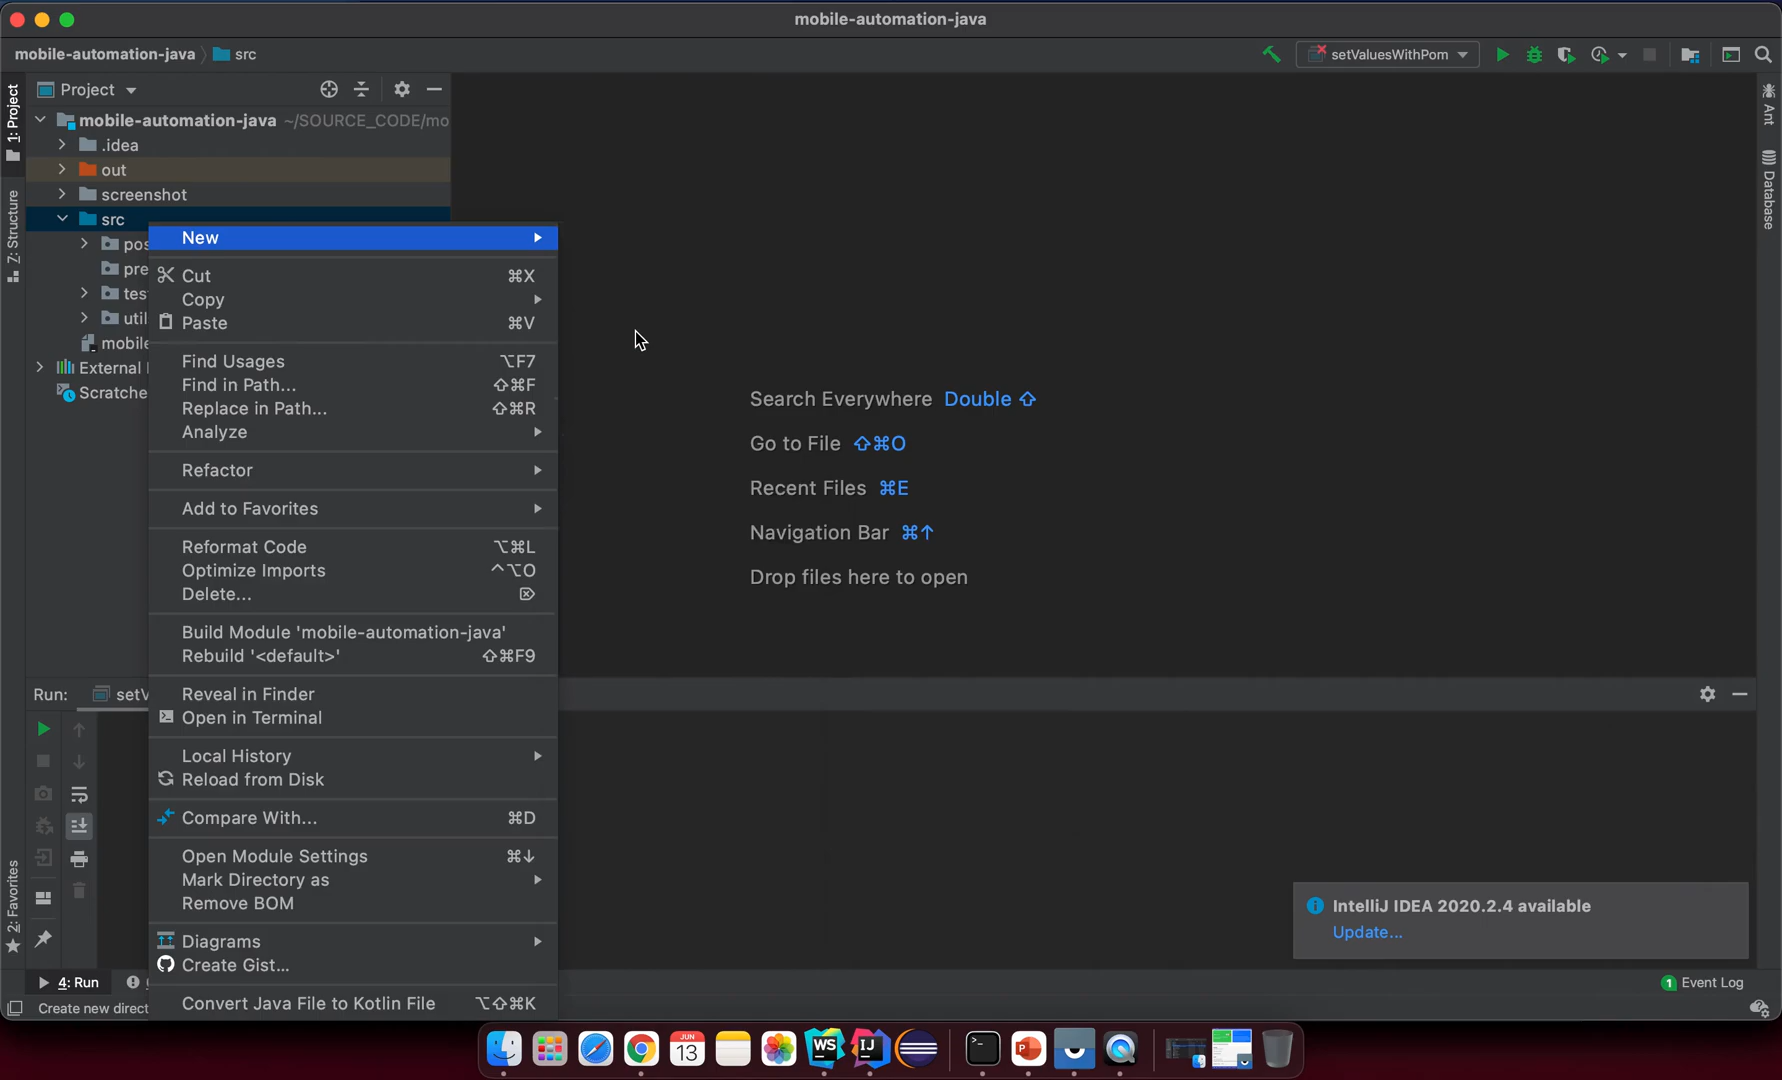 mobile-automation-java
mobile-automation-java
src
setValuesWithPom
1: Project
Z: Structure
2: Favorites
Ant
Database
Project
mobile-automation-java ~/SOURCE_CODE/mo
.idea
out
screenshot
src
pos
pre
tes
util
mobile
External
Scratche
New
Cut ⌘X
Copy
Paste ⌘V
Find Usages ⌥F7
Find in Path... ⇧⌘F
Replace in Path... ⇧⌘R
Analyze
Refactor
Add to Favorites
Reformat Code ⌥⌘L
Optimize Imports ^⌥O
Delete... ⌦
Build Module 'mobile-automation-java'
Rebuild '<default>' ⇧⌘F9
Reveal in Finder
Open in Terminal
Local History
Reload from Disk
Compare With... ⌘D
Open Module Settings ⌘↓
Mark Directory as
Remove BOM
Diagrams
Create Gist...
Convert Java File to Kotlin File ⌥⇧⌘K
Search Everywhere Double ⇧
Go to File ⇧⌘O
Recent Files ⌘E
Navigation Bar ⌘↑
Drop files here to open
Run: setV
IntelliJ IDEA 2020.2.4 available
Update...
4: Run
1 Event Log
Create new direct
JUN
13
WS
IJ